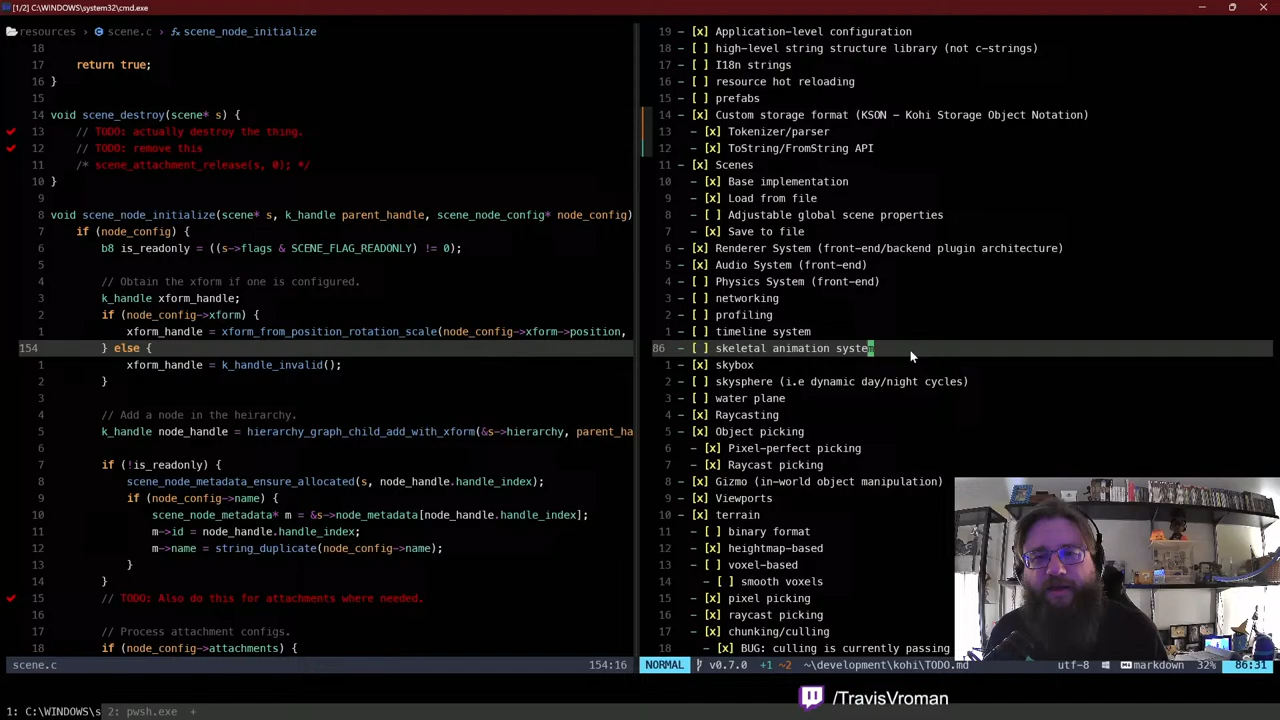 [1/2] C:\WINDOWS\system32\cmd.exe
resources > C scene.c > scene_node_initialize
18
17 return true;
16 }
15
14 void scene_destroy(scene* s) {
13 // TODO: actually destroy the thing.
12 // TODO: remove this
11 /* scene_attachment_release(s, 0); */
10 }
9
8 void scene_node_initialize(scene* s, k_handle parent_handle, scene_node_config* node_config)
7 if (node_config) {
6 b8 is_readonly = ((s->flags & SCENE_FLAG_READONLY) != 0);
5
4 // Obtain the xform if one is configured.
3 k_handle xform_handle;
2 if (node_config->xform) {
1 xform_handle = xform_from_position_rotation_scale(node_config->xform->position,
154 } else {
1 xform_handle = k_handle_invalid();
2 }
3
4 // Add a node in the heirarchy.
5 k_handle node_handle = hierarchy_graph_child_add_with_xform(&s->hierarchy, parent_ha
6
7 if (!is_readonly) {
8 scene_node_metadata_ensure_allocated(s, node_handle.handle_index);
9 if (node_config->name) {
10 scene_node_metadata* m = &s->node_metadata[node_handle.handle_index];
11 m->id = node_handle.handle_index;
12 m->name = string_duplicate(node_config->name);
13 }
14 }
15 // TODO: Also do this for attachments where needed.
16
17 // Process attachment configs.
18 if (node_config->attachments) {
scene.c 154:16
19 - [x] Application-level configuration
18 - [ ] high-level string structure library (not c-strings)
17 - [ ] I18n strings
16 - [ ] resource hot reloading
15 - [ ] prefabs
14 - [x] Custom storage format (KSON - Kohi Storage Object Notation)
13 - [x] Tokenizer/parser
12 - [x] ToString/FromString API
11 - [x] Scenes
10 - [x] Base implementation
9 - [x] Load from file
8 - [ ] Adjustable global scene properties
7 - [x] Save to file
6 - [x] Renderer System (front-end/backend plugin architecture)
5 - [x] Audio System (front-end)
4 - [ ] Physics System (front-end)
3 - [ ] networking
2 - [ ] profiling
1 - [ ] timeline system
86 - [ ] skeletal animation system
1 - [x] skybox
2 - [ ] skysphere (i.e dynamic day/night cycles)
3 - [ ] water plane
4 - [x] Raycasting
5 - [x] Object picking
6 - [x] Pixel-perfect picking
7 - [x] Raycast picking
8 - [x] Gizmo (in-world object manipulation)
9 - [x] Viewports
10 - [x] terrain
11 - [ ] binary format
12 - [x] heightmap-based
13 - [ ] voxel-based
14 - [ ] smooth voxels
15 - [x] pixel picking
16 - [x] raycast picking
17 - [x] chunking/culling
18 - [x] BUG: culling is currently passing
NORMAL v0.7.0 +1 ~2 ~\development\kohi\TODO.md utf-8 markdown 32% 86:31
/TravisVroman
1: C:\WINDOWS\s 2: pwsh.exe +